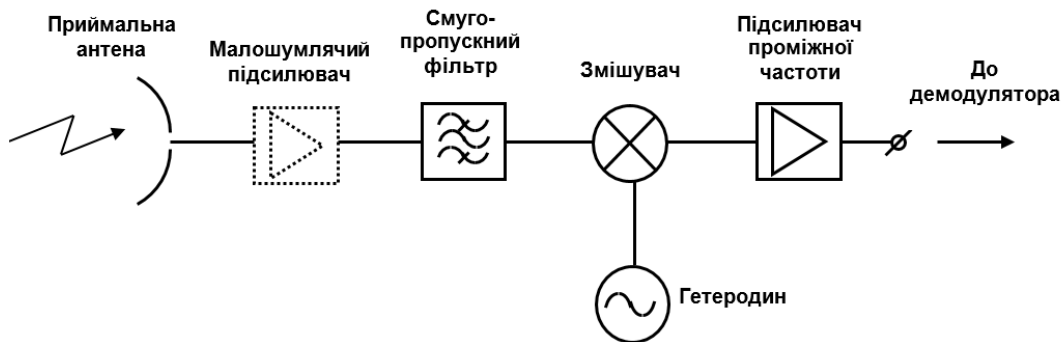 Приймальна
антена
Малошумлячий
підсилювач
Смуго-
пропускний
фільтр
Змішувач
Підсилювач
проміжної
частоти
До
демодулятора
Гетеродин